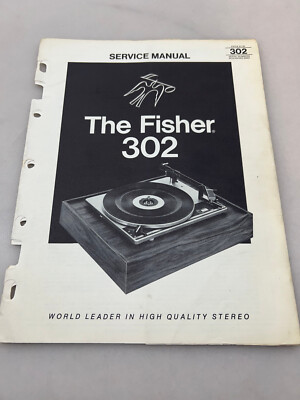 SERVICE MANUAL
302
The Fisher®
302
WORLD LEADER IN HIGH QUALITY STEREO